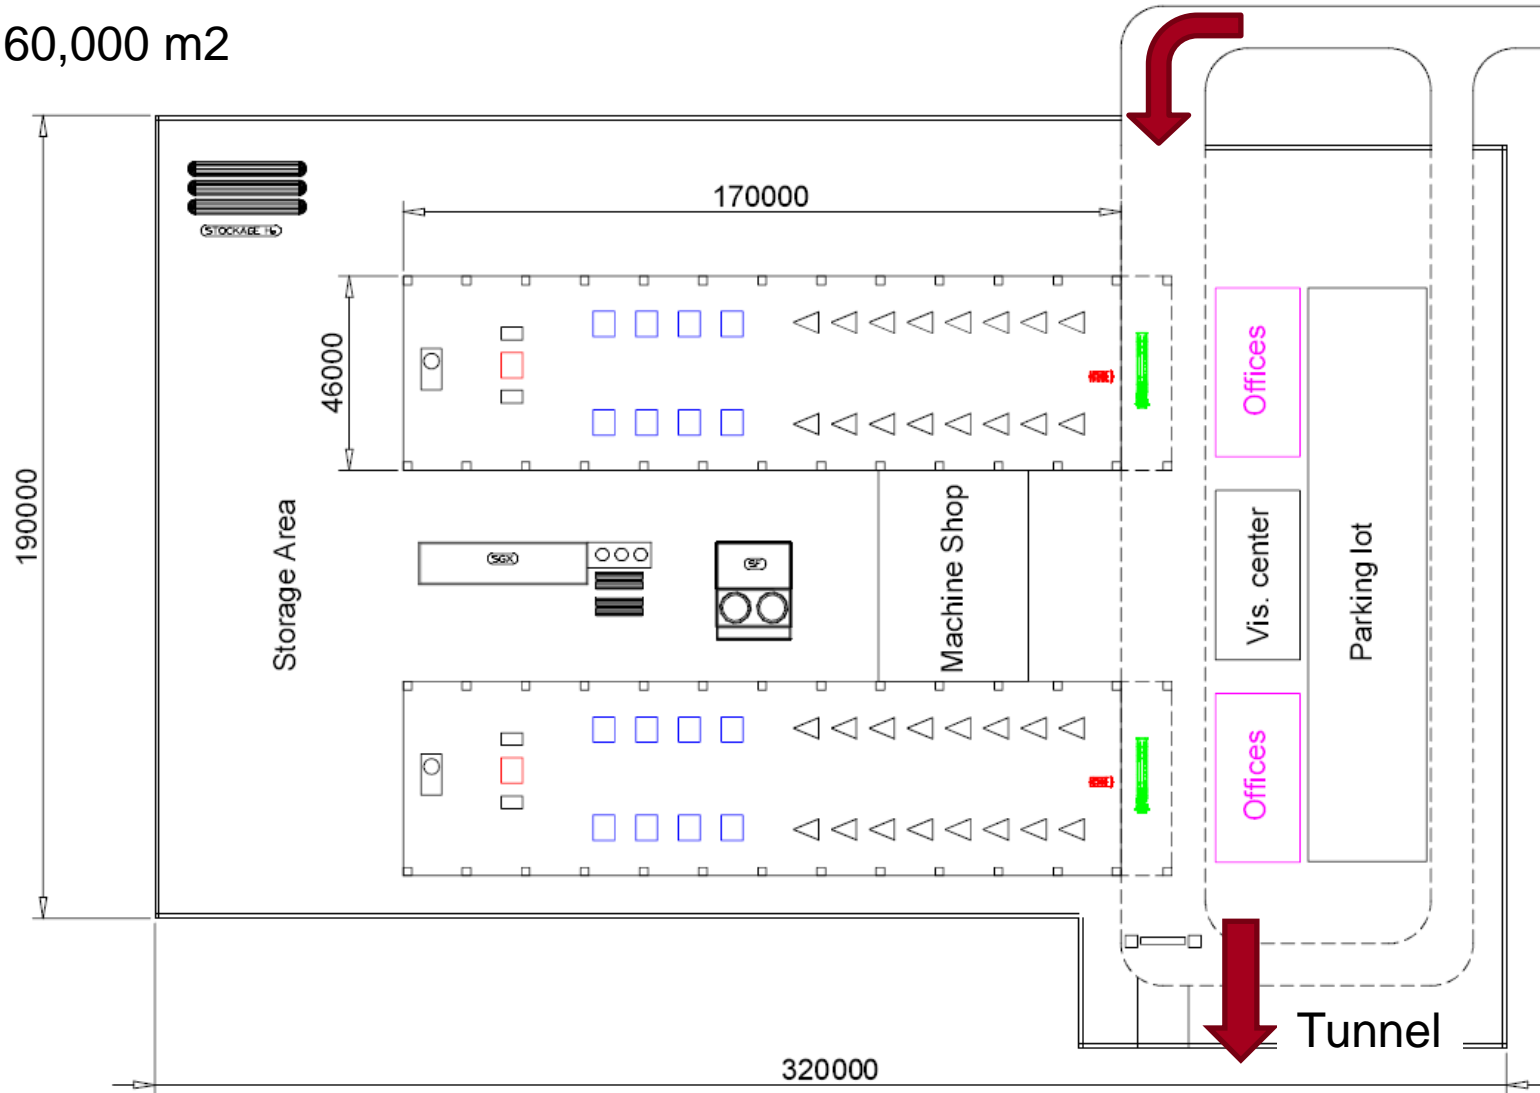 60,000 m2
170000
STOCKAGE He
46000
190000
Offices
Storage Area
SGX
SF
Machine Shop
Vis. center
Parking lot
Offices
Tunnel
320000